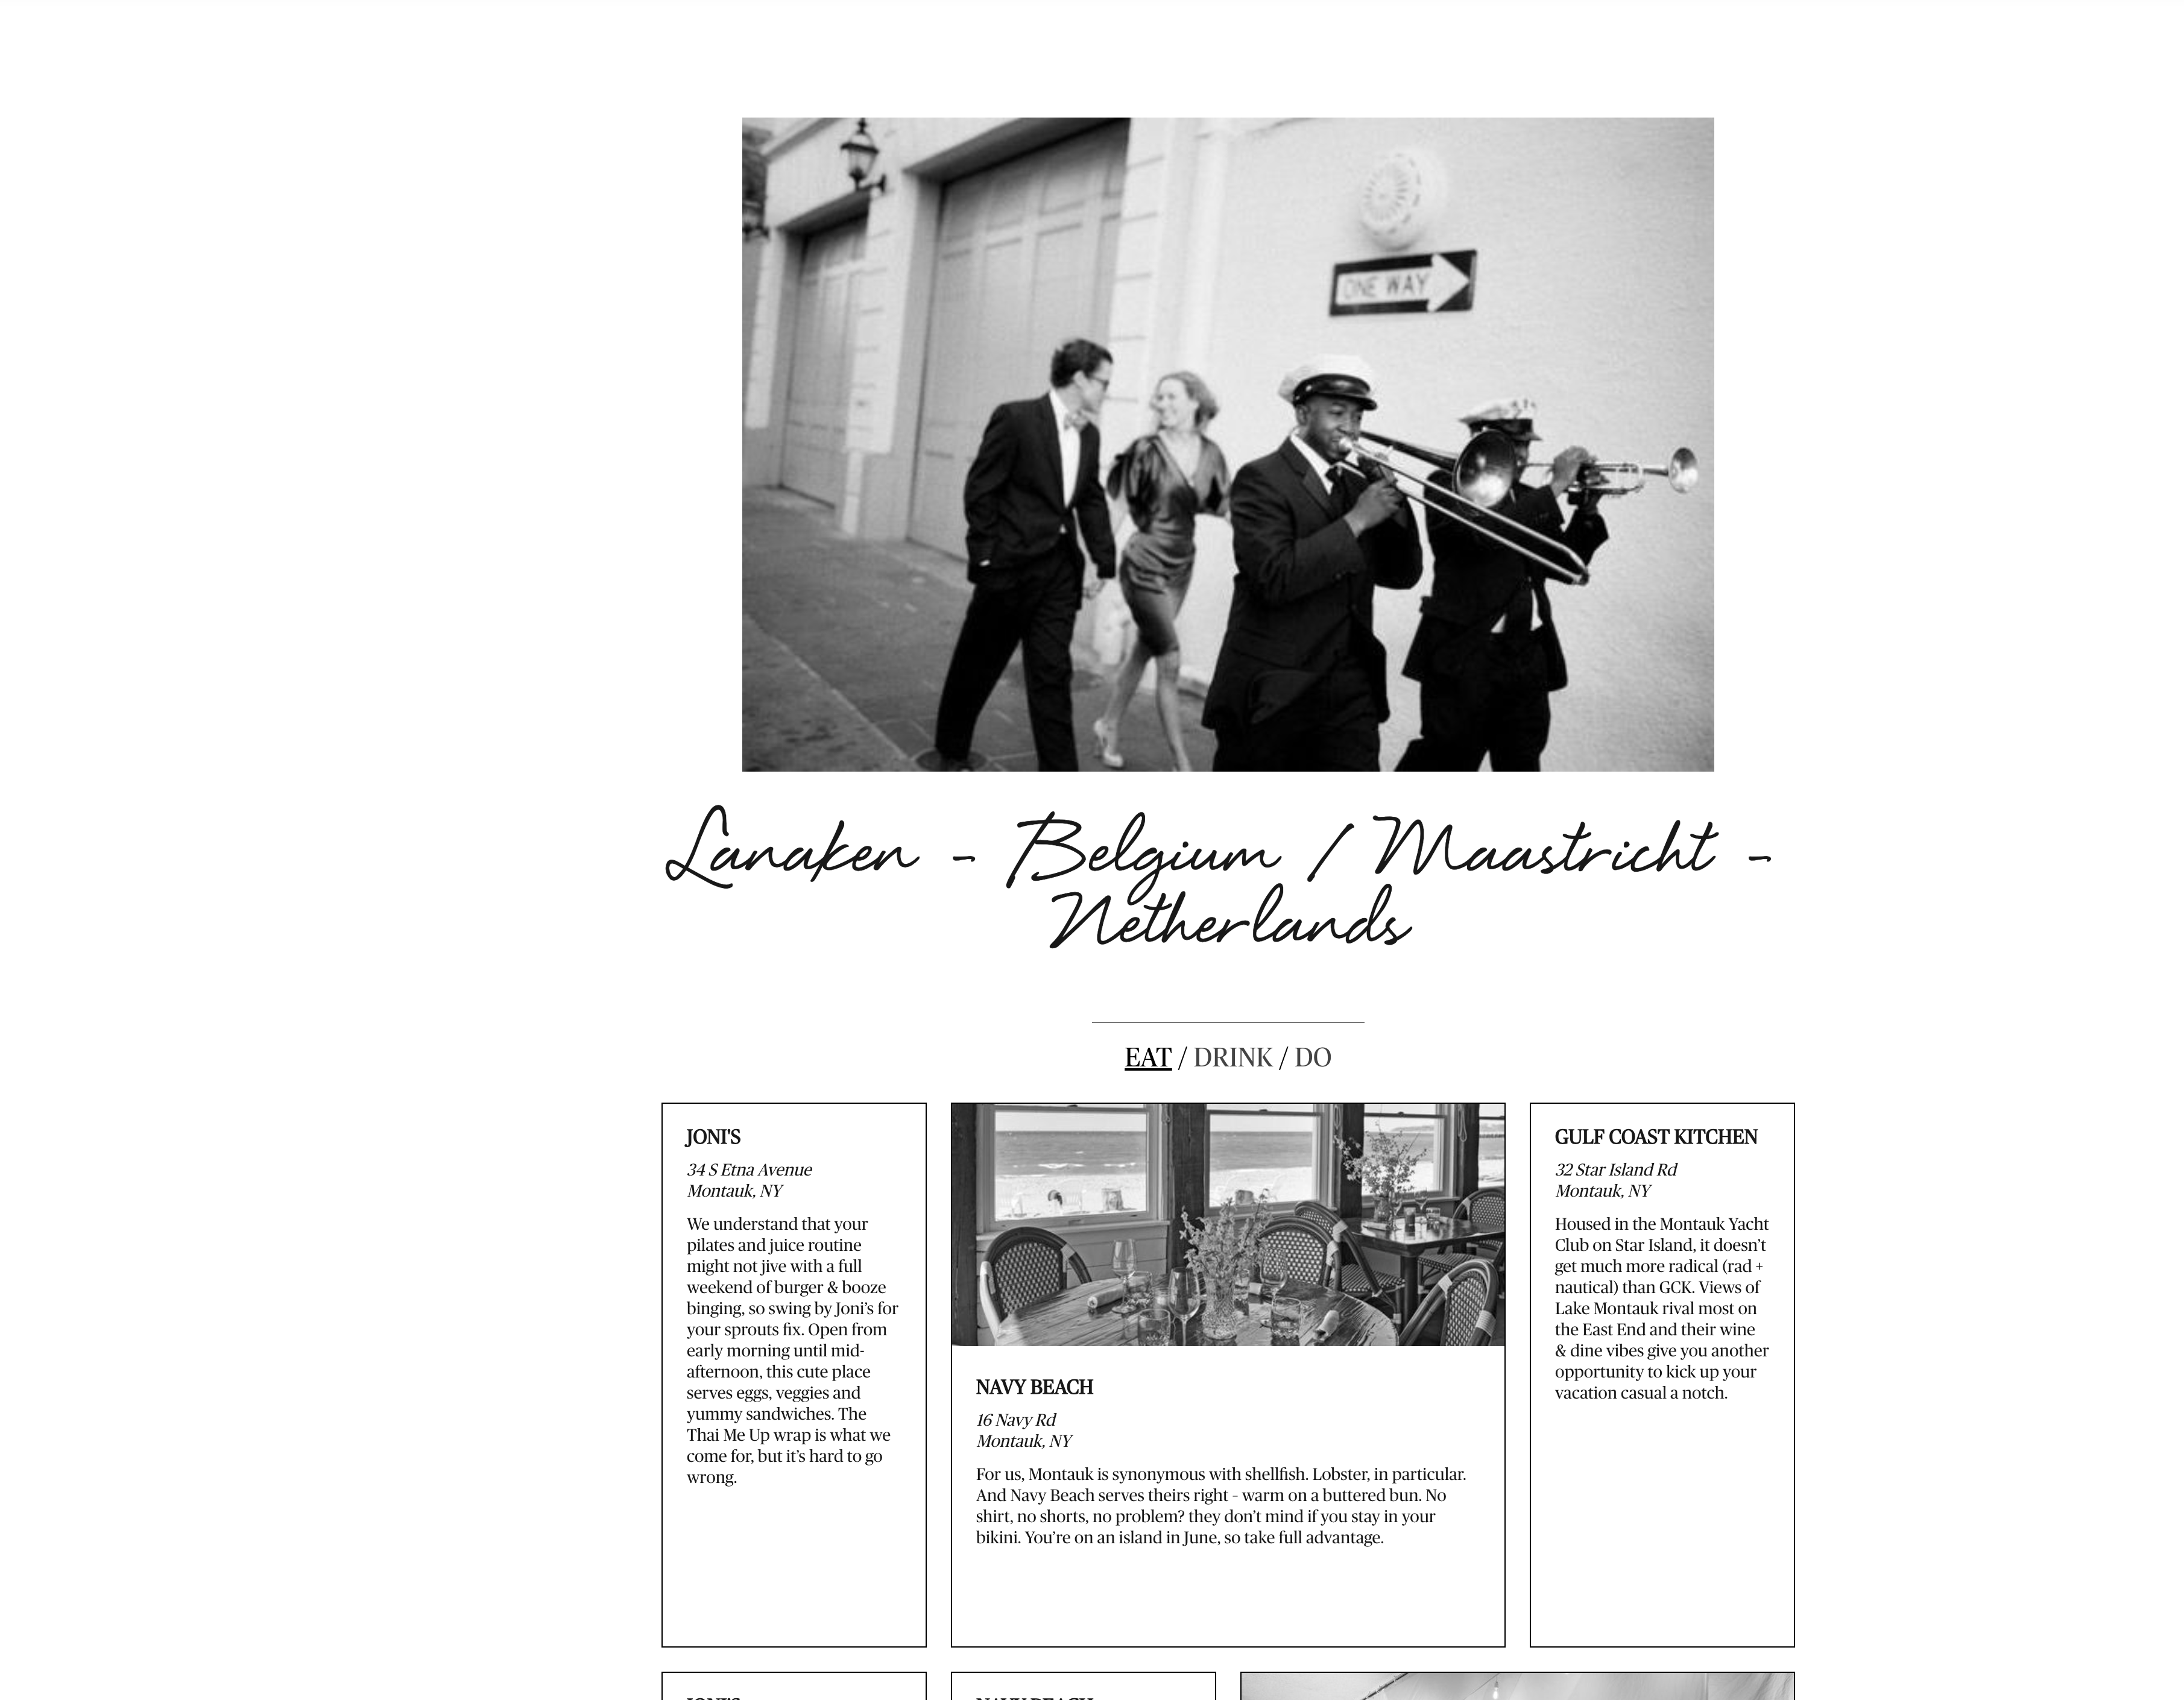 ONE WAY
Lanaken - Belgium / Maastricht -
Netherlands
EAT / DRINK / DO
JONI'S
34 S Etna Avenue
Montauk, NY
We understand that your
pilates and juice routine
might not jive with a full
weekend of burger & booze
binging, so swing by Joni's for
your sprouts fix. Open from
early morning until mid-
afternoon, this cute place
serves eggs, veggies and
yummy sandwiches. The
Thai Me Up wrap is what we
come for, but it's hard to go
wrong.
NAVY BEACH
16 Navy Rd
Montauk, NY
For us, Montauk is synonymous with shellfish. Lobster, in particular.
And Navy Beach serves theirs right - warm on a buttered bun. No
shirt, no shorts, no problem? they don't mind if you stay in your
bikini. You're on an island in June, so take full advantage.
GULF COAST KITCHEN
32 Star Island Rd
Montauk, NY
Housed in the Montauk Yacht
Club on Star Island, it doesn't
get much more radical (rad +
nautical) than GCK. Views of
Lake Montauk rival most on
the East End and their wine
& dine vibes give you another
opportunity to kick up your
vacation casual a notch.